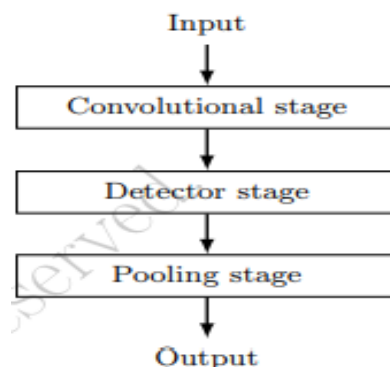 Input
Convolutional stage
Detector stage
Pooling stage
Output